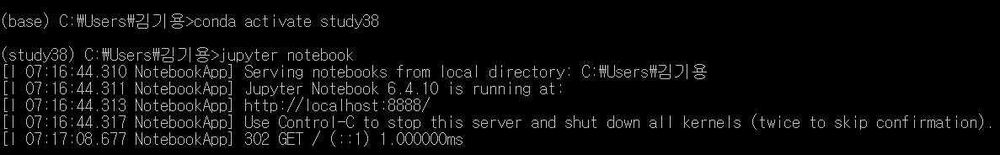 (base) C:₩Users₩김기용>conda activate study38
(study38) C:₩Users₩김기용>jupyter notebook
[I 07:16:44.310 NotebookApp] Serving notebooks from local directory: C:₩Users₩김기용
[I 07:16:44.311 NotebookApp] Jupyter Notebook 6.4.10 is running at:
[I 07:16:44.313 NotebookApp] http://localhost:8888/
[I 07:16:44.317 NotebookApp] Use Control-C to stop this server and shut down all kernels (twice to skip confirmation).
[I 07:17:08.677 NotebookApp] 302 GET / (::1) 1.000000ms